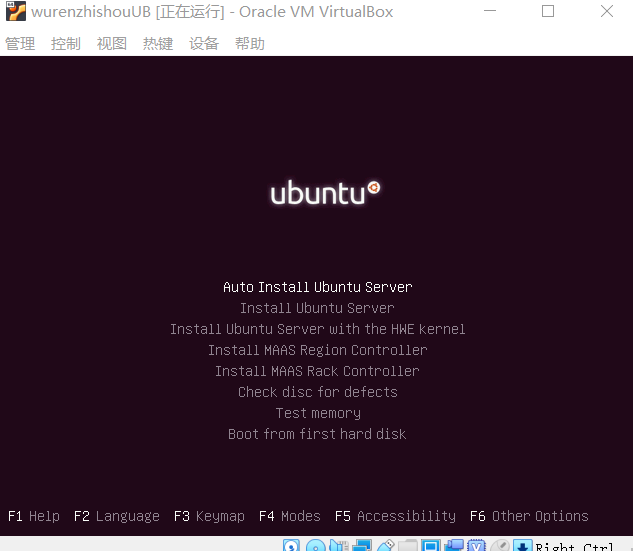 wurenzhishouUB [正在运行] - Oracle VM VirtualBox
管理 控制 视图 热键 设备 帮助
ubuntu
Auto Install Ubuntu Server
Install Ubuntu Server
Install Ubuntu Server with the HWE kernel
Install MAAS Region Controller
Install MAAS Rack Controller
Check disc for defects
Test memory
Boot from first hard disk
F1 Help F2 Language F3 Keymap F4 Modes F5 Accessibility F6 Other Options
Right Ctrl